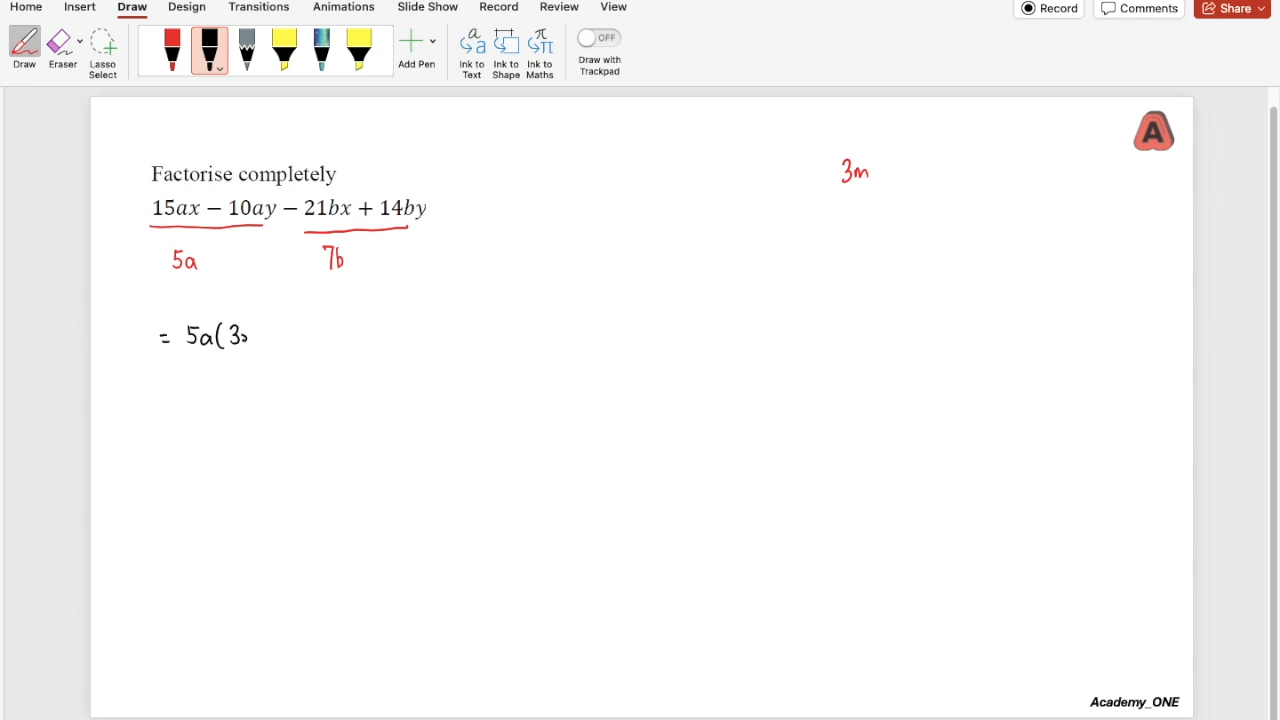 Home Insert Draw Design Transitions Animations Slide Show Record Review View Record Comments Share
Draw Eraser Lasso Select Add Pen Ink to Text Ink to Shape Ink to Maths OFF Draw with Trackpad
A
Factorise completely
3m
15ax − 10ay − 21bx + 14by
5a 7b
= 5a(3x
Academy_ONE